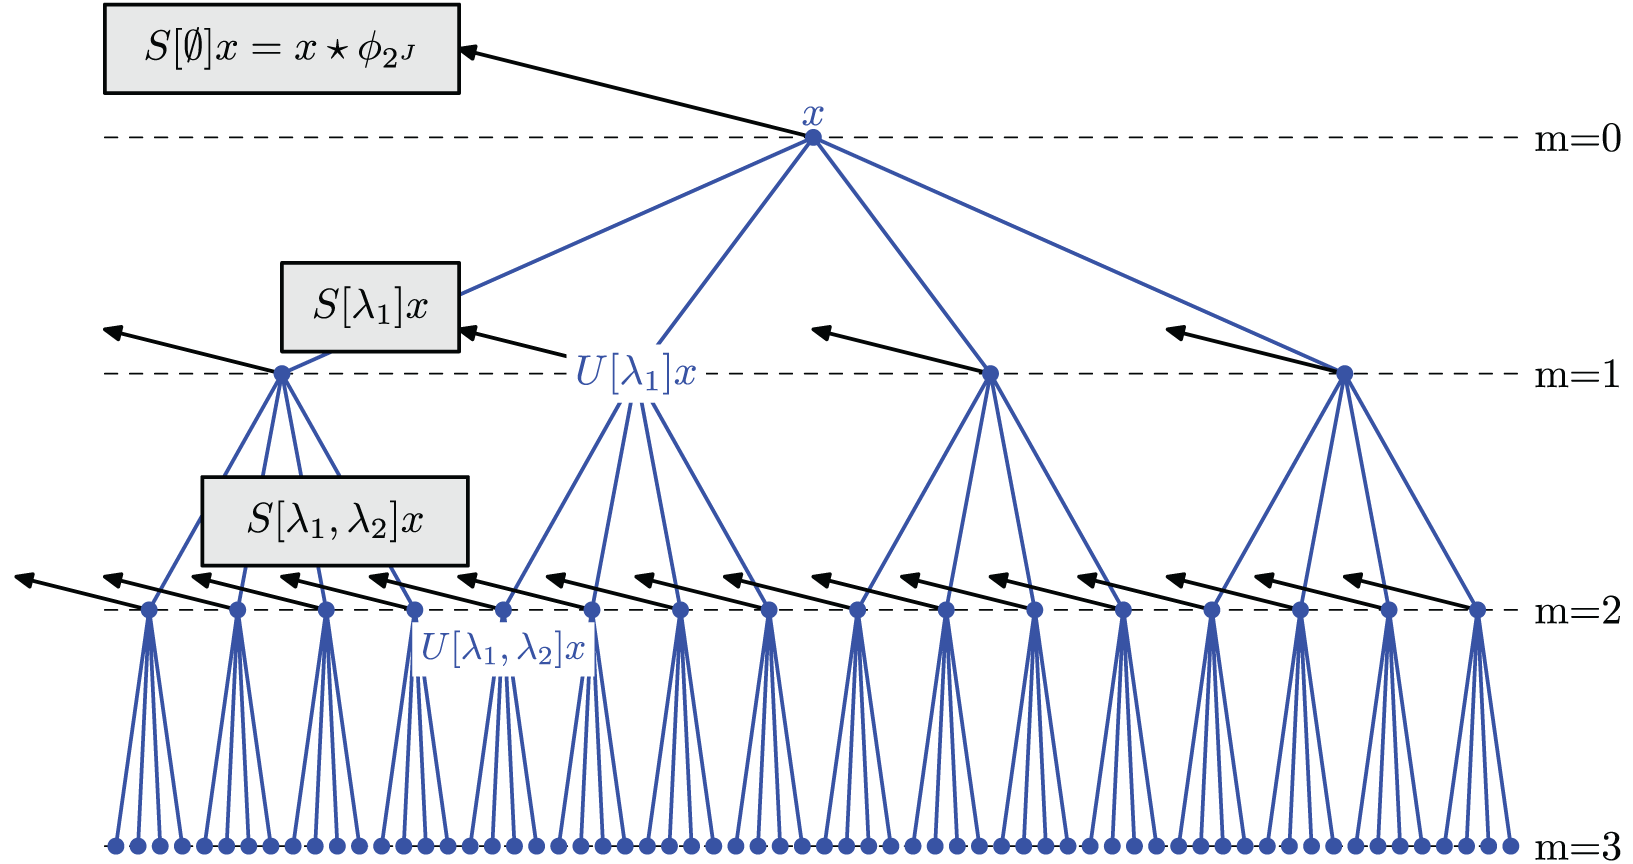 S[∅]x = x ⋆ ϕ_{2^J}
x
m=0
S[λ₁]x
U[λ₁]x
m=1
S[λ₁, λ₂]x
m=2
U[λ₁, λ₂]x
m=3